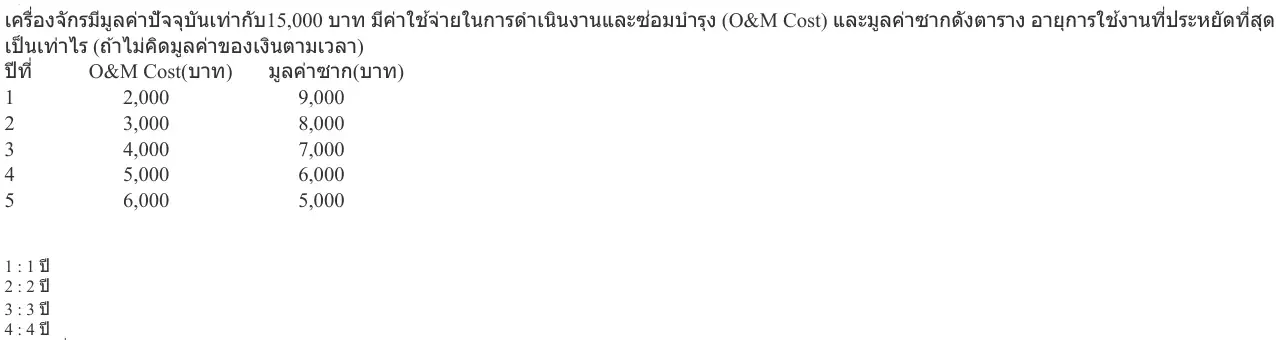 เครื่องจักรมีมูลค่าปัจจุบันเท่ากับ15,000 บาท มีค่าใช้จ่ายในการดำเนินงานและซ่อมบำรุง (O&M Cost) และมูลค่าซากดังตาราง อายุการใช้งานที่ประหยัดที่สุด
เป็นเท่าไร (ถ้าไม่คิดมูลค่าของเงินตามเวลา)
ปีที่ O&M Cost(บาท) มูลค่าซาก(บาท)
1 2,000 9,000
2 3,000 8,000
3 4,000 7,000
4 5,000 6,000
5 6,000 5,000
1 : 1 ปี
2 : 2 ปี
3 : 3 ปี
4 : 4 ปี